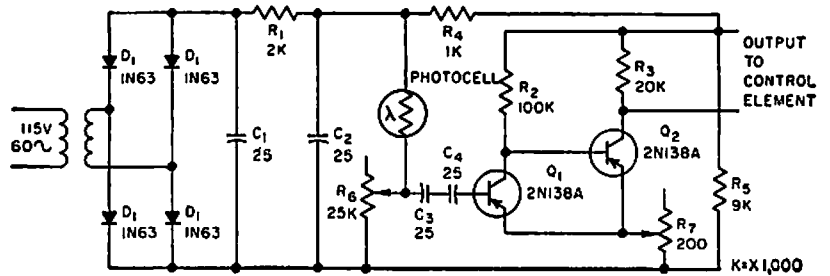 D1
1N63
D1
1N63
R1
2K
R4
1K
PHOTOCELL
λ
R2
100K
R3
20K
OUTPUT
TO
CONTROL
ELEMENT
115V
60~
C1
25
C2
25
C4
25
Q1
2N138A
Q2
2N138A
R5
9K
R6
25K
C3
25
D1
1N63
D1
1N63
R7
200
K=X1,000